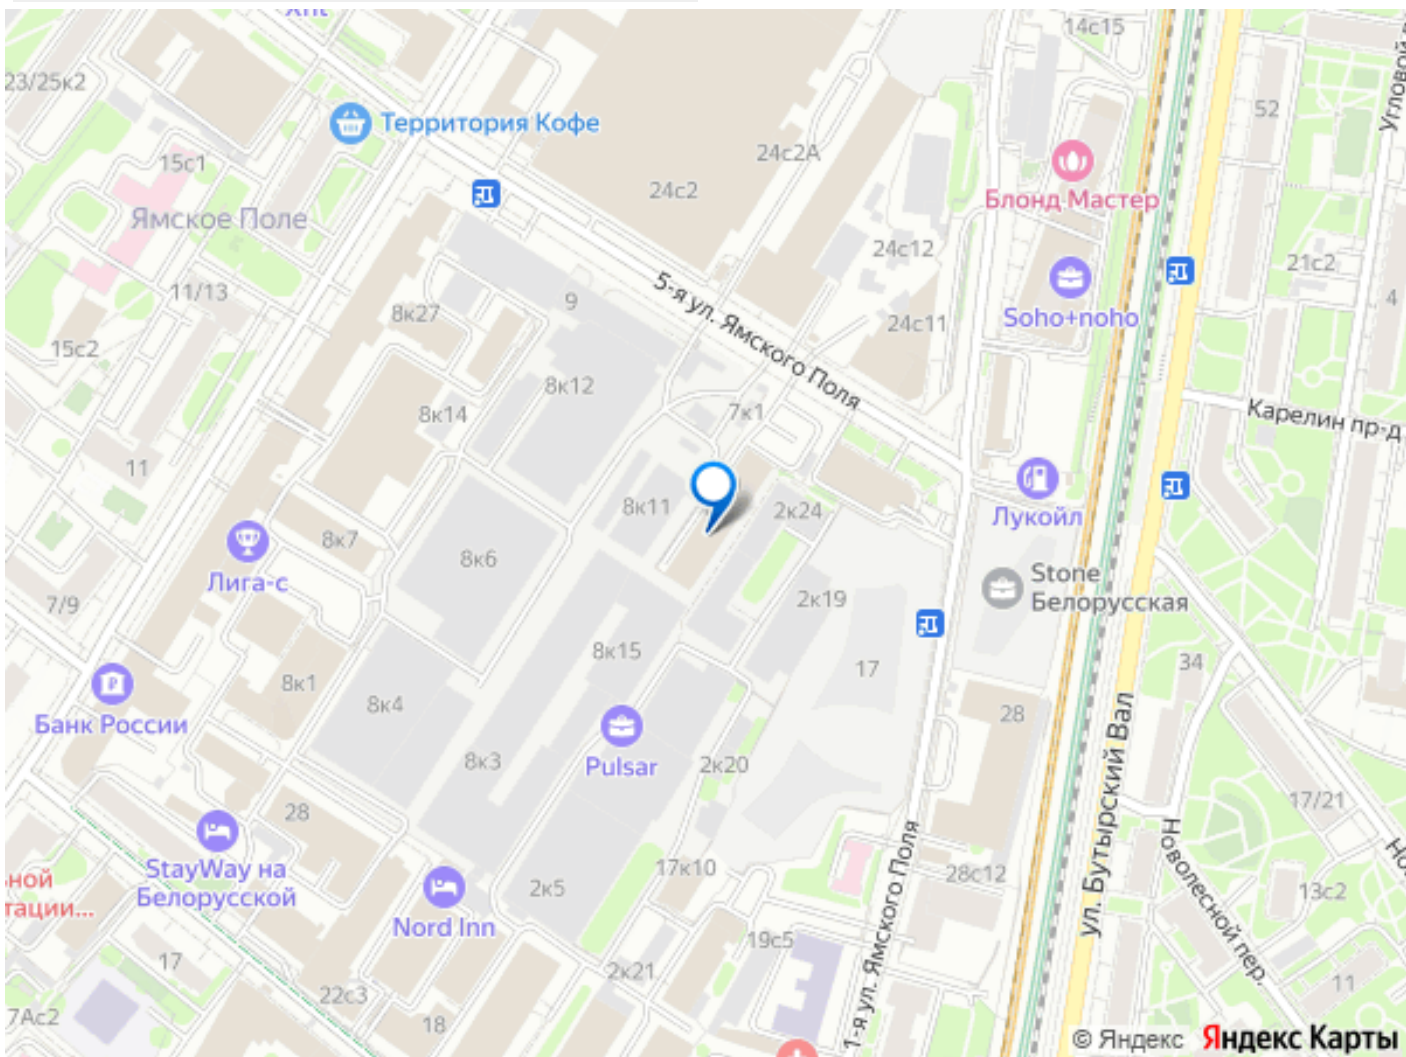 14с15
23/25к2
Угловой
52
Территория Кофе
24с2А
15с1
24с2
Блонд Мастер
Ямское Поле
24с12
21с2
11/13
9
8к27
5-я ул. Ямского Поля
Soho+noho
4
24с11
15с2
8к12
8к14
7к1
Карелин пр-д
11
8к11
2к24
Лукойл
8к7
8к6
Лига-с
Stone
Белорусская
7/9
2к19
8к15
17
34
8к1
8к4
Банк России
28
ул. Бутырский Вал
8к3
Pulsar
2к20
17/21
28
StayWay на
Белорусской
17к10
28с12
Новолесной пер.
2к5
13с2
Nord Inn
1-я ул. Ямского Поля
19с5
17
2к21
11
22с3
7Ас2
18
© Яндекс Яндекс Карты